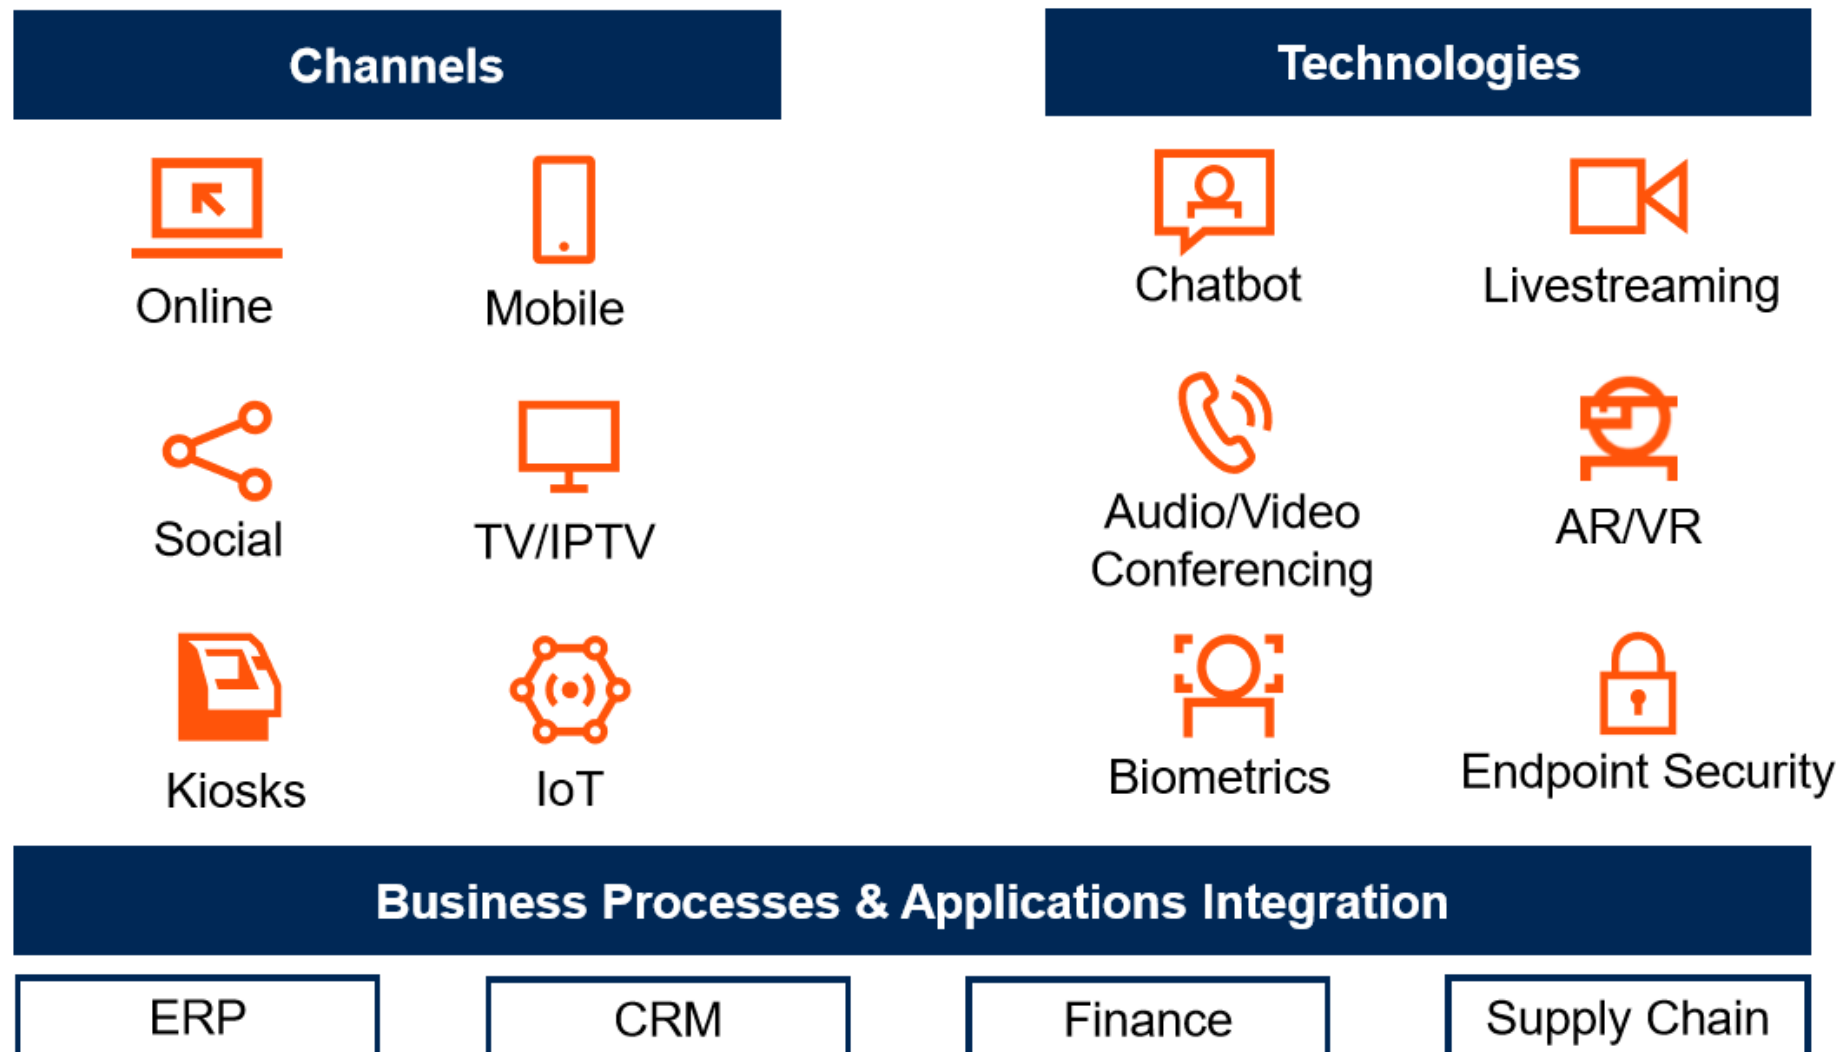 Channels
Technologies
Online
Mobile
Chatbot
Livestreaming
Social
TV/IPTV
Audio/Video
Conferencing
AR/VR
Kiosks
IoT
Biometrics
Endpoint Security
Business Processes & Applications Integration
ERP
CRM
Finance
Supply Chain